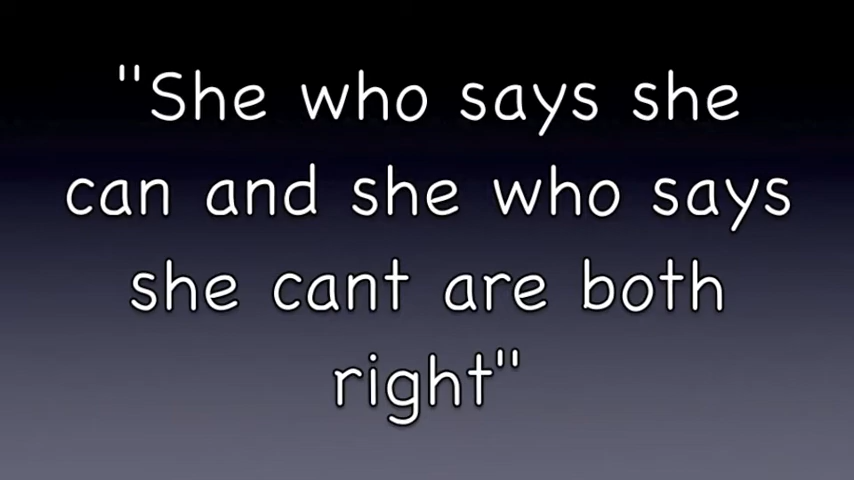 "She who says she
can and she who says
she cant are both
right"